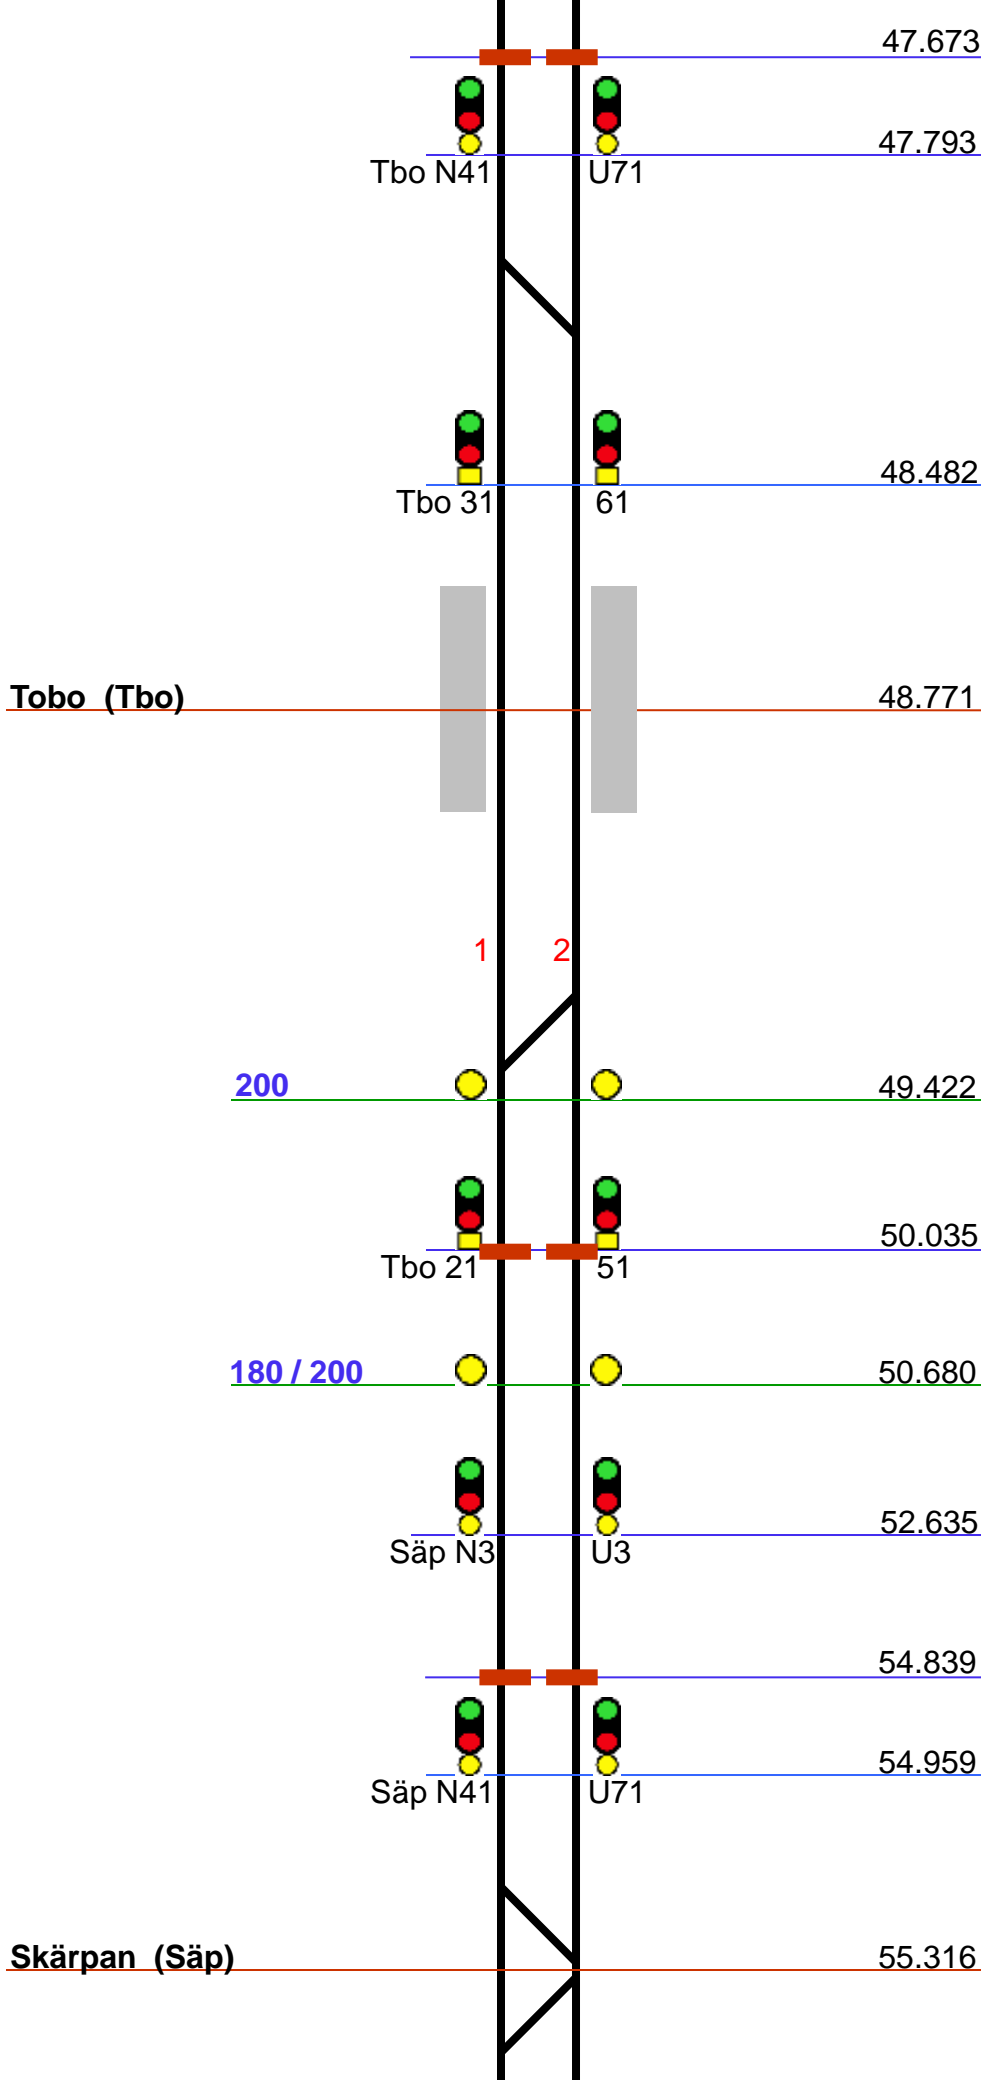 47.673
47.793
Tbo N41 U71
48.482
Tbo 31 61
Tobo (Tbo) 48.771
1 2
200 49.422
50.035
Tbo 21 51
180 / 200 50.680
52.635
Säp N3 U3
54.839
54.959
Säp N41 U71
Skärpan (Säp) 55.316